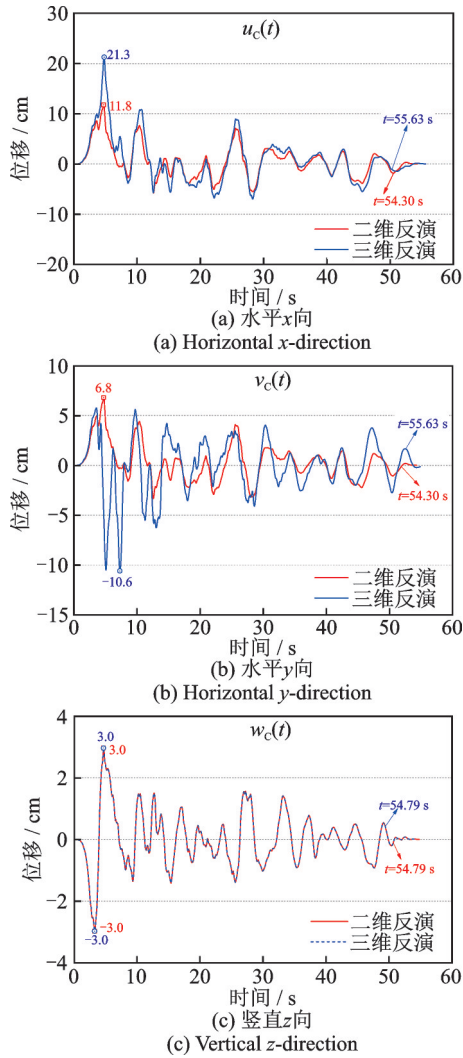 u_c(t)
30
20
10
0
−10
−20
位移 / cm
21.3
11.8
t=55.63 s
t=54.30 s
二维反演
三维反演
0 10 20 30 40 50 60
时间 / s
(a) 水平x向
(a) Horizontal x-direction
v_c(t)
10
5
0
−5
−10
−15
位移 / cm
6.8
−10.6
t=55.63 s
t=54.30 s
二维反演
三维反演
0 10 20 30 40 50 60
时间 / s
(b) 水平y向
(b) Horizontal y-direction
w_c(t)
4
2
0
−2
−4
位移 / cm
3.0
3.0
−3.0
−3.0
t=54.79 s
t=54.79 s
二维反演
三维反演
0 10 20 30 40 50 60
时间 / s
(c) 竖直z向
(c) Vertical z-direction